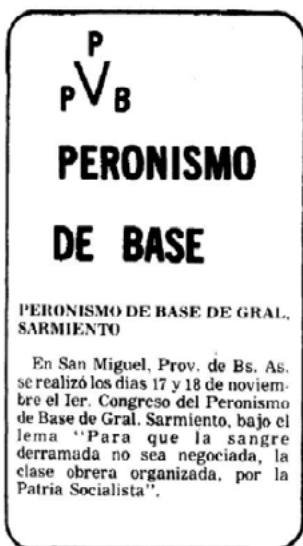 P
P V B
PERONISMO
DE BASE
PERONISMO DE BASE DE GRAL.
SARMIENTO
En San Miguel, Prov. de Bs. As.
se realizó los dias 17 y 18 de noviem-
bre el Ier. Congreso del Peronismo
de Base de Gral. Sarmiento, bajo el
lema "Para que la sangre
derramada no sea negociada, la
clase obrera organizada, por la
Patria Socialista".